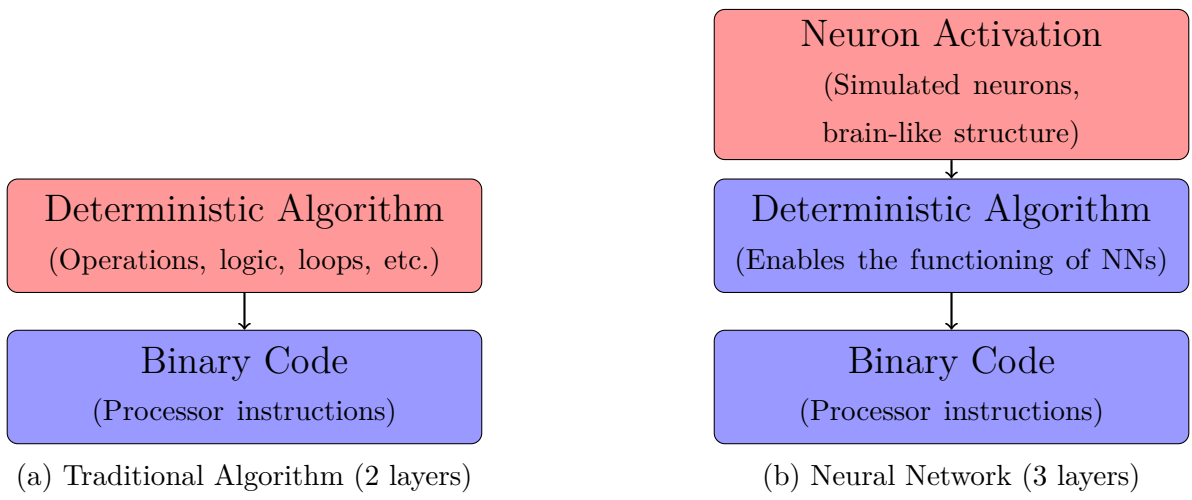 Deterministic Algorithm
(Operations, logic, loops, etc.)
Binary Code
(Processor instructions)
(a) Traditional Algorithm (2 layers)
Neuron Activation
(Simulated neurons,
brain-like structure)
Deterministic Algorithm
(Enables the functioning of NNs)
Binary Code
(Processor instructions)
(b) Neural Network (3 layers)